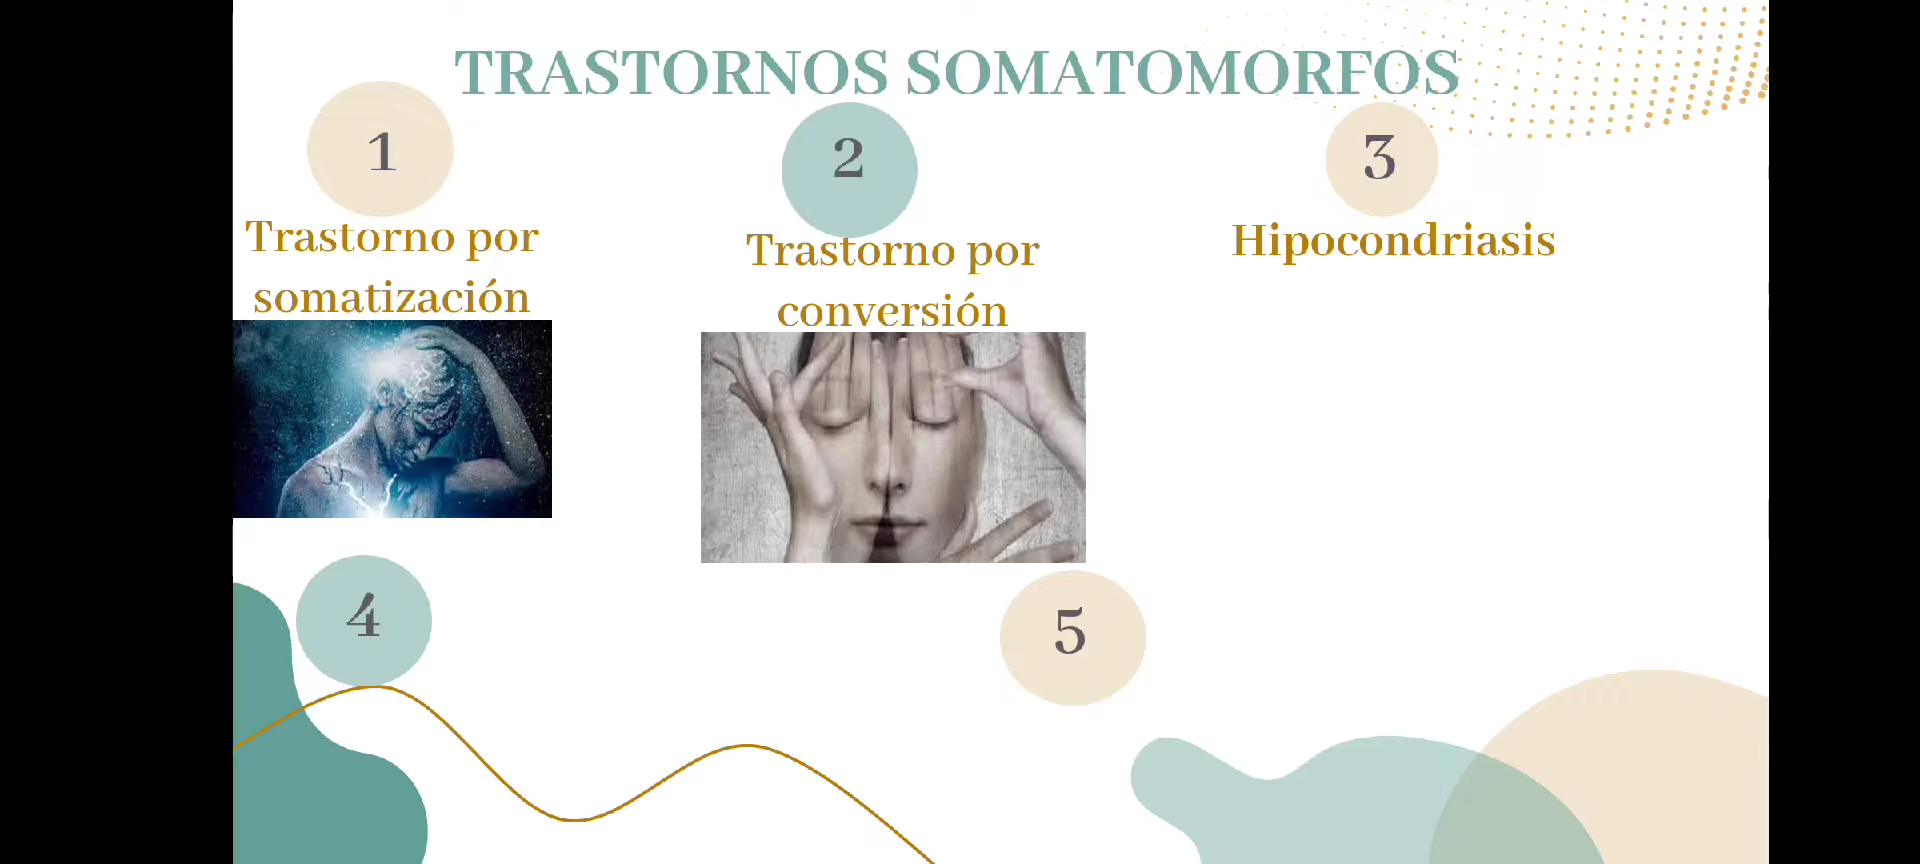 TRASTORNOS SOMATOMORFOS
1
Trastorno por
somatización
2
Trastorno por
conversión
3
Hipocondriasis
4
5